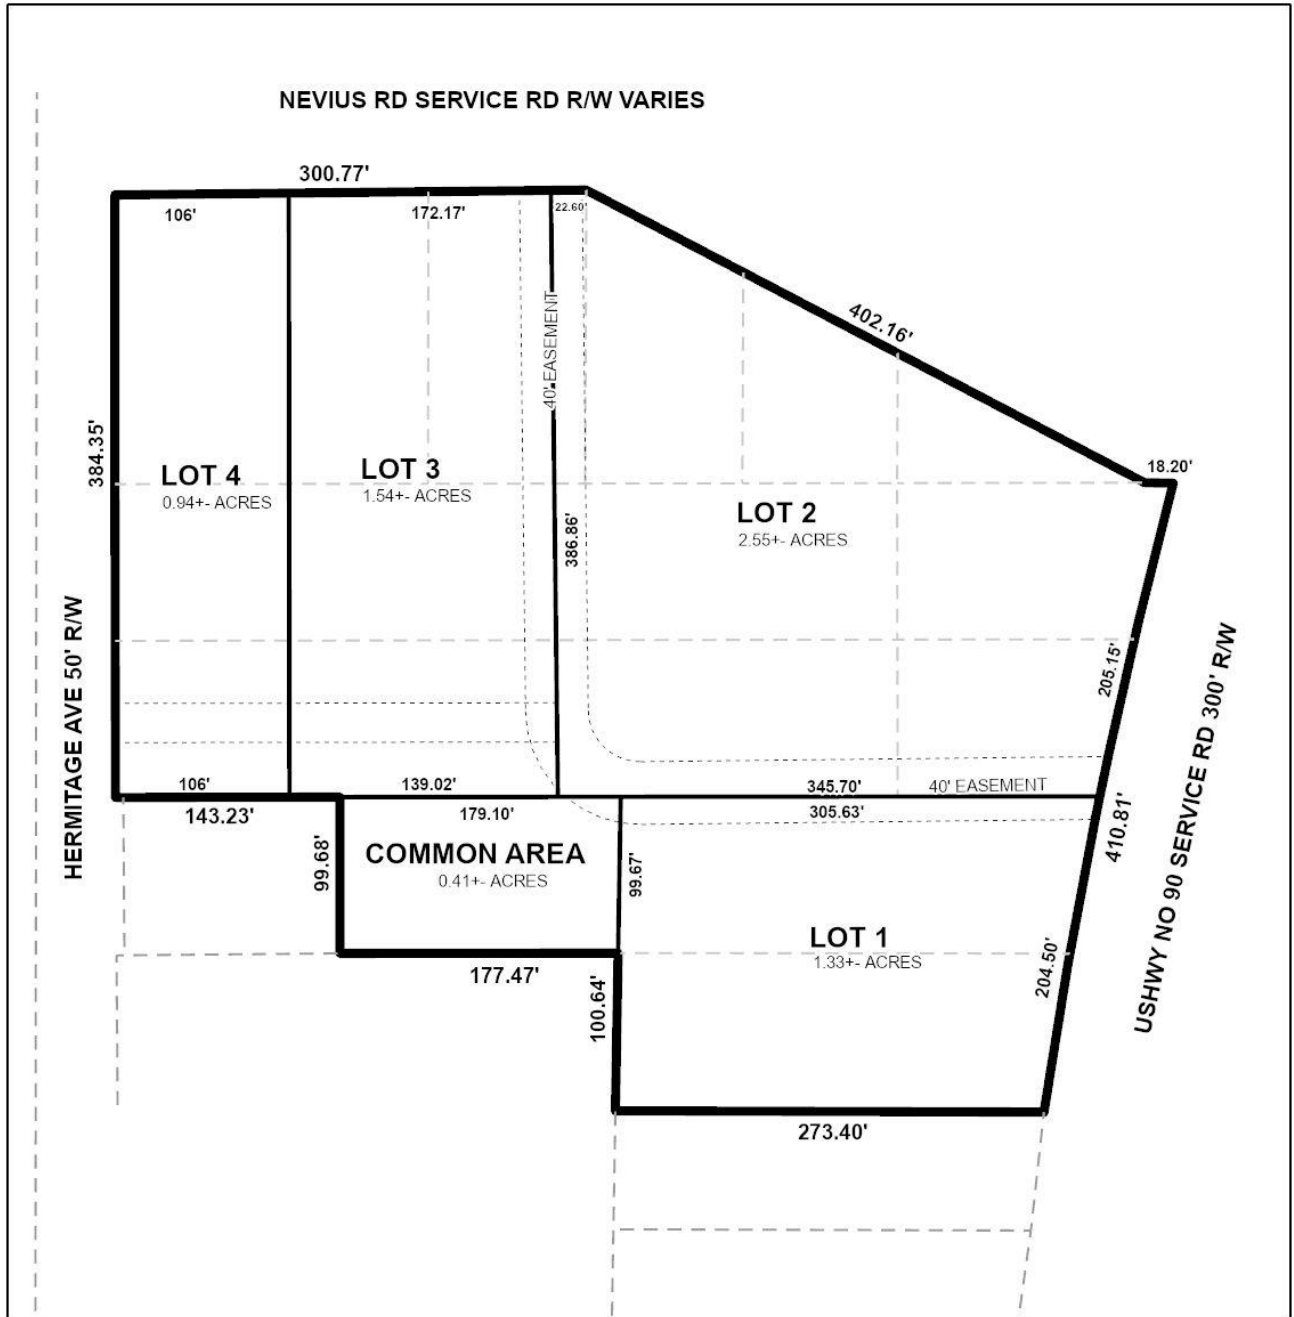 NEVIUS RD SERVICE RD R/W VARIES
300.77'
106'
172.17'
22.60'
402.16'
40' EASEMENT
18.20'
384.35'
LOT 4
0.94+- ACRES
LOT 3
1.54+- ACRES
LOT 2
2.55+- ACRES
386.86'
205.15'
HERMITAGE AVE 50' R/W
USHWY NO 90 SERVICE RD 300' R/W
106'
139.02'
345.70'
40' EASEMENT
143.23'
179.10'
305.63'
410.81'
99.68'
COMMON AREA
0.41+- ACRES
99.67'
LOT 1
1.33+- ACRES
204.50'
177.47'
100.64'
273.40'